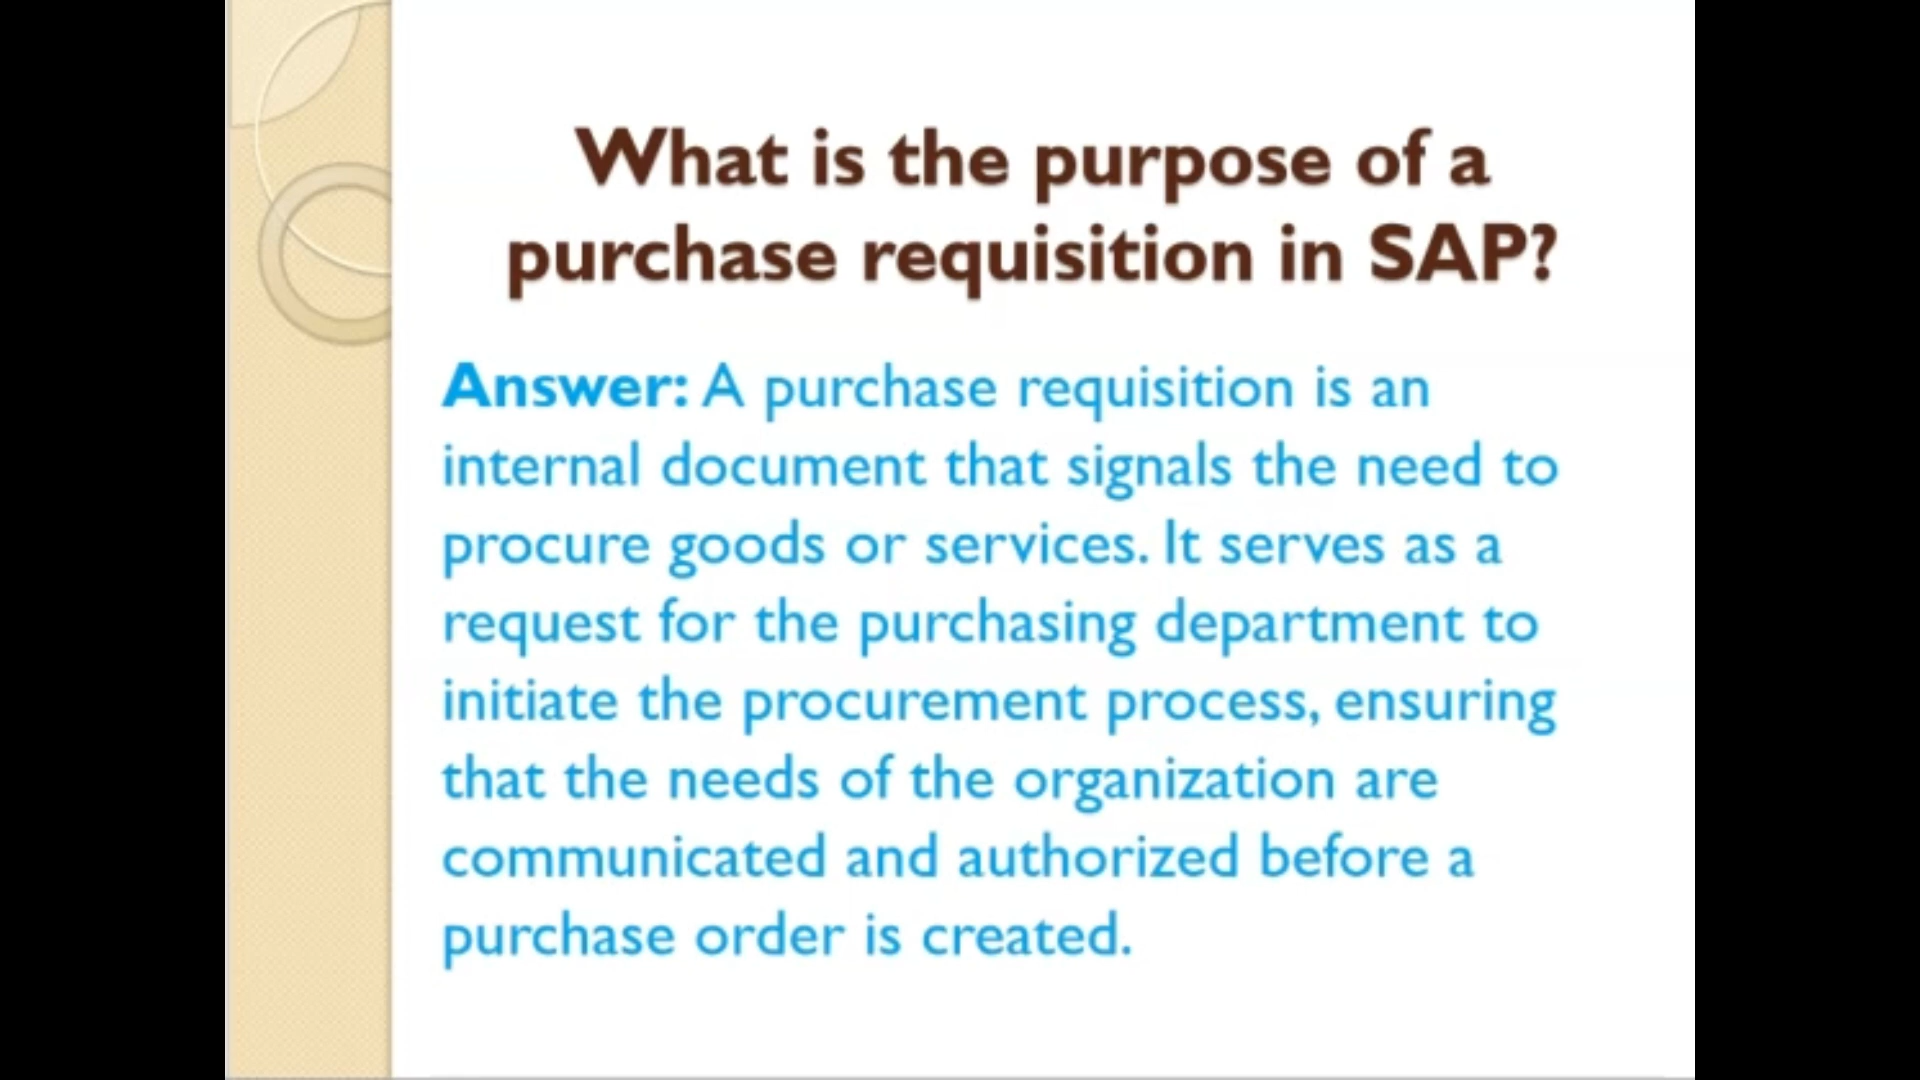 What is the purpose of a
purchase requisition in SAP?
Answer: A purchase requisition is an
internal document that signals the need to
procure goods or services. It serves as a
request for the purchasing department to
initiate the procurement process, ensuring
that the needs of the organization are
communicated and authorized before a
purchase order is created.